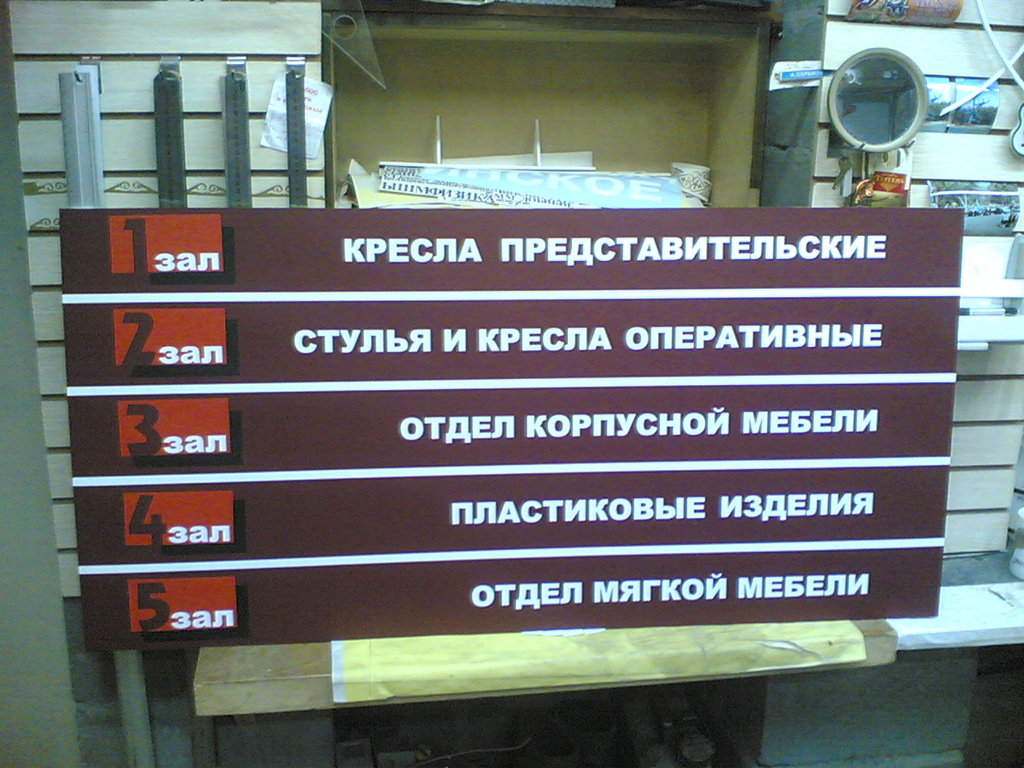 1 зал КРЕСЛА ПРЕДСТАВИТЕЛЬСКИЕ
2 зал СТУЛЬЯ И КРЕСЛА ОПЕРАТИВНЫЕ
3 зал ОТДЕЛ КОРПУСНОЙ МЕБЕЛИ
4 зал ПЛАСТИКОВЫЕ ИЗДЕЛИЯ
5 зал ОТДЕЛ МЯГКОЙ МЕБЕЛИ